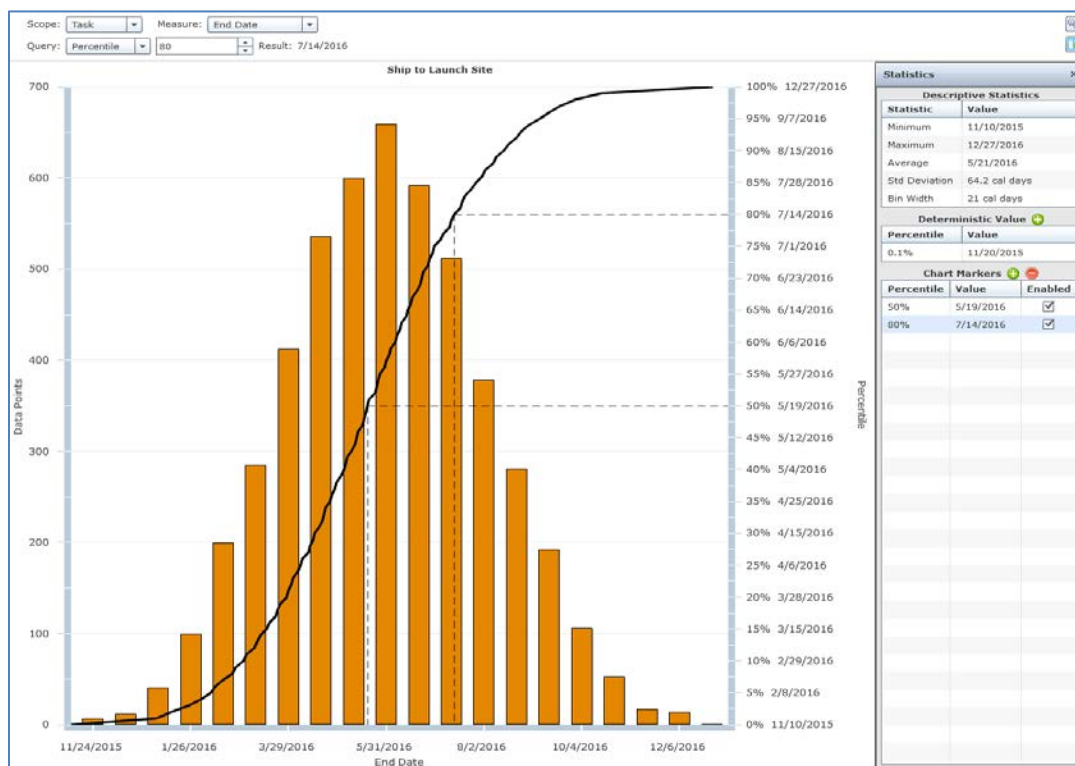 Scope: Task Measure: End Date
Query: Percentile 80 Result: 7/14/2016
Ship to Launch Site
700
600
500
400
300
200
100
0
Data Points
11/24/2015 1/26/2016 3/29/2016 5/31/2016 8/2/2016 10/4/2016 12/6/2016
End Date
100% 12/27/2016
95% 9/7/2016
90% 8/15/2016
85% 7/28/2016
80% 7/14/2016
75% 7/1/2016
70% 6/23/2016
65% 6/14/2016
60% 6/6/2016
55% 5/27/2016
50% 5/19/2016
45% 5/12/2016
40% 5/4/2016
35% 4/25/2016
30% 4/15/2016
25% 4/6/2016
20% 3/28/2016
15% 3/15/2016
10% 2/29/2016
5% 2/8/2016
0% 11/10/2015
Percentile
Statistics
Descriptive Statistics
Statistic Value
Minimum 11/10/2015
Maximum 12/27/2016
Average 5/21/2016
Std Deviation 64.2 cal days
Bin Width 21 cal days
Deterministic Value
Percentile Value
0.1% 11/20/2015
Chart Markers
Percentile Value Enabled
50% 5/19/2016
80% 7/14/2016